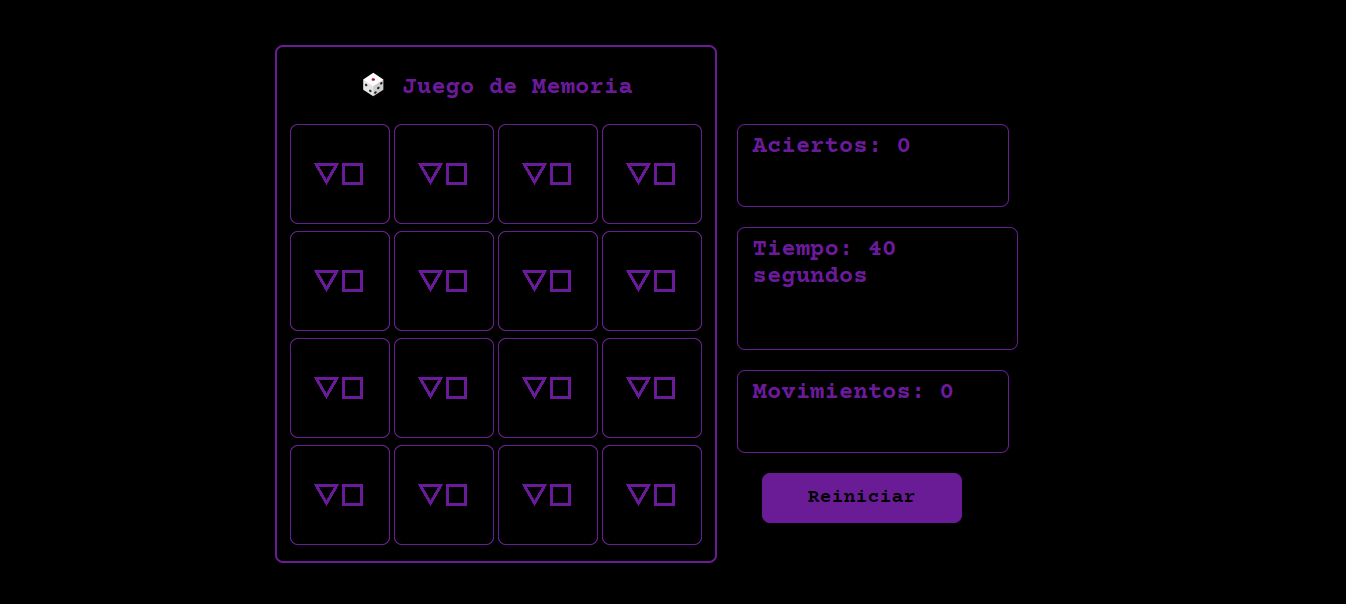 🎲 Juego de Memoria
Aciertos: 0
Tiempo: 40
segundos
Movimientos: 0
Reiniciar